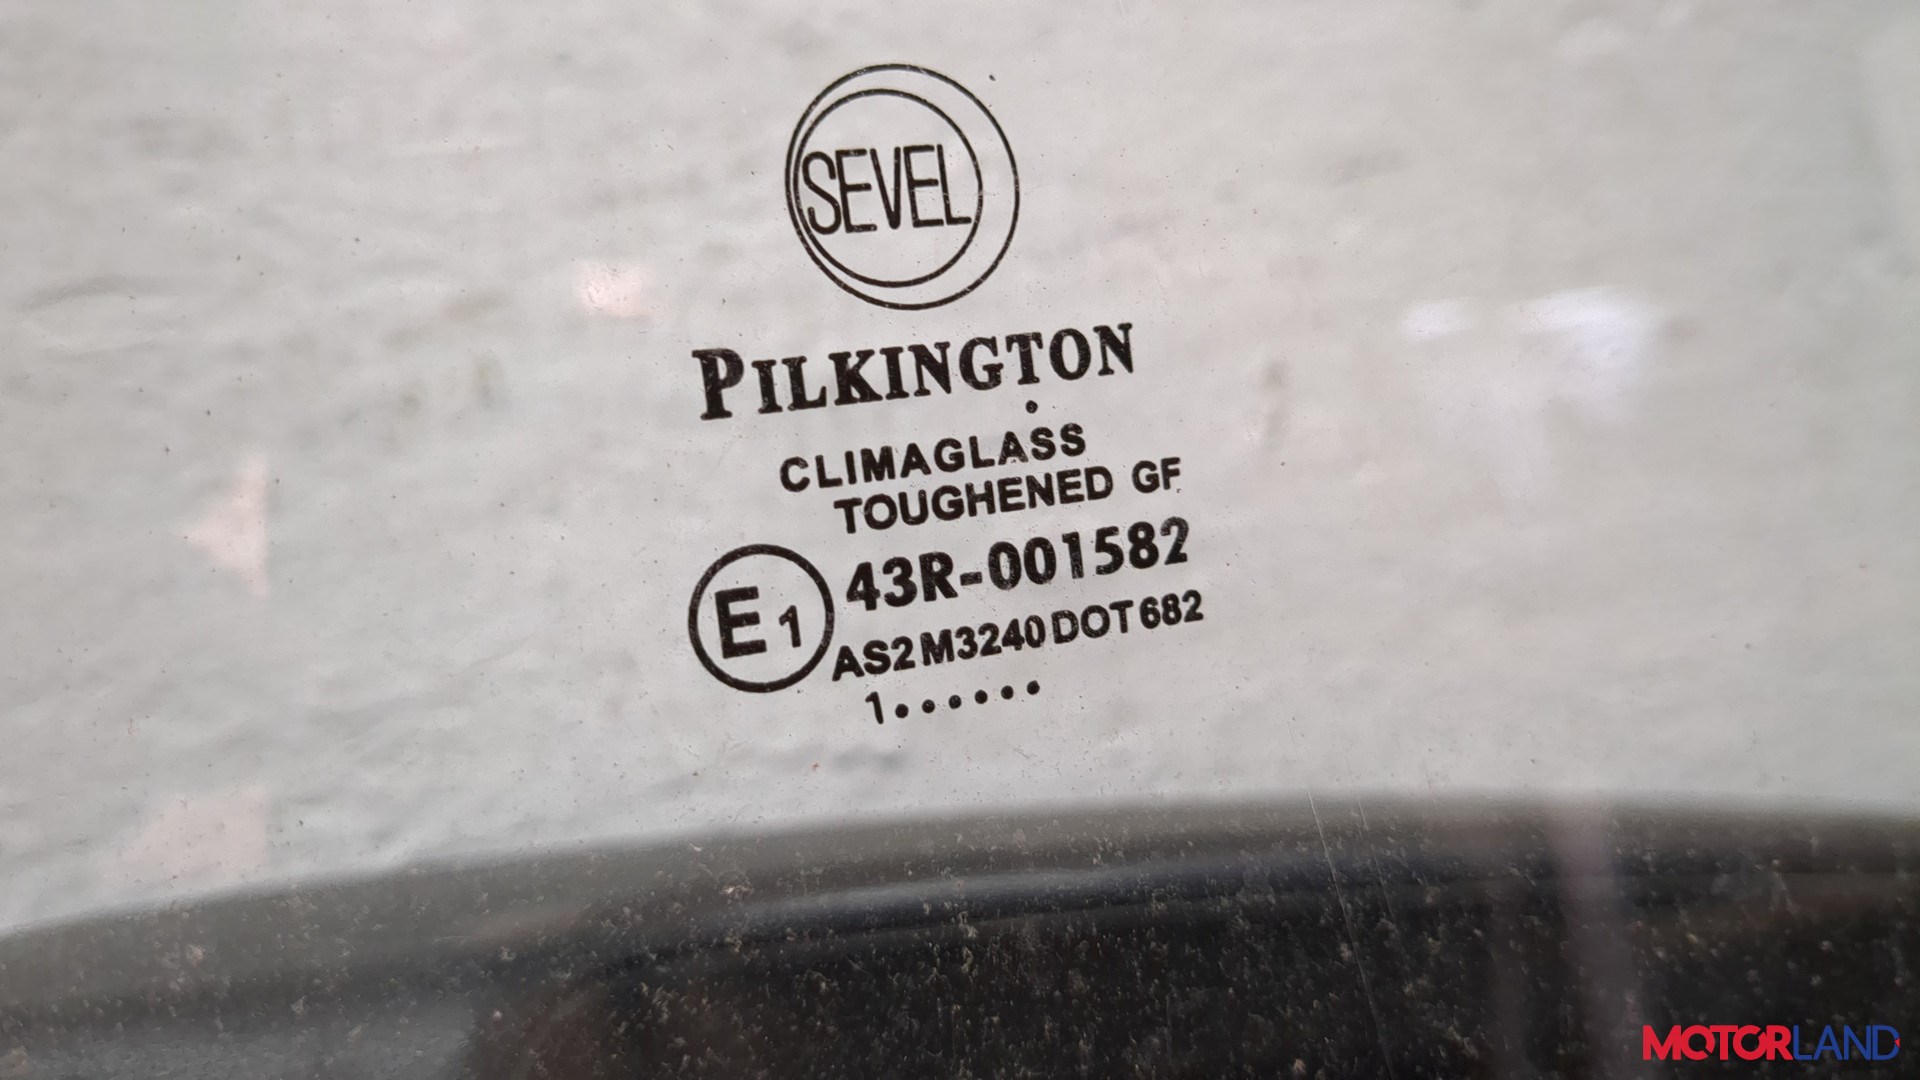 SEVEL
PILKINGTON
CLIMAGLASS
TOUGHENED GF
E1 43R-001582
AS2 M3240 DOT 682
1••••••
MOTORLAND